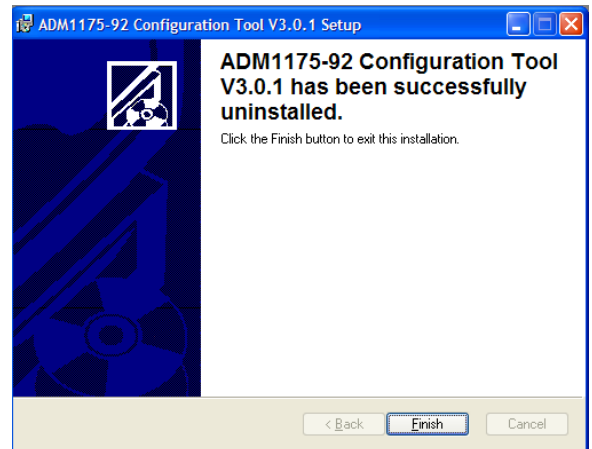 ADM1175-92 Configuration Tool V3.0.1 Setup
ADM1175-92 Configuration Tool
V3.0.1 has been successfully
uninstalled.
Click the Finish button to exit this installation.
< Back
Finish
Cancel